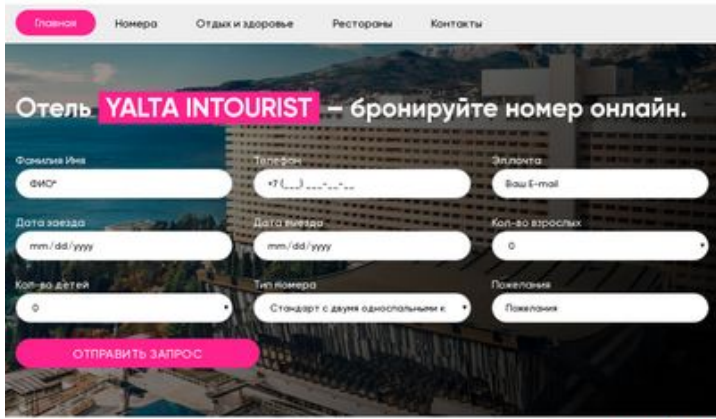 Главная Номера Отдых и здоровье Рестораны Контакты
Отель YALTA INTOURIST – бронируйте номер онлайн.
Фамилия Имя Телефон Эл.почта
ФИО* +7 (___) ___-__-__ Ваш E-mail
Дата заезда Дата выезда Кол-во взрослых
mm/dd/yyyy mm/dd/yyyy 0
Кол-во детей Тип номера Пожелания
0 Стандарт с двумя односпальными к Пожелания
ОТПРАВИТЬ ЗАПРОС